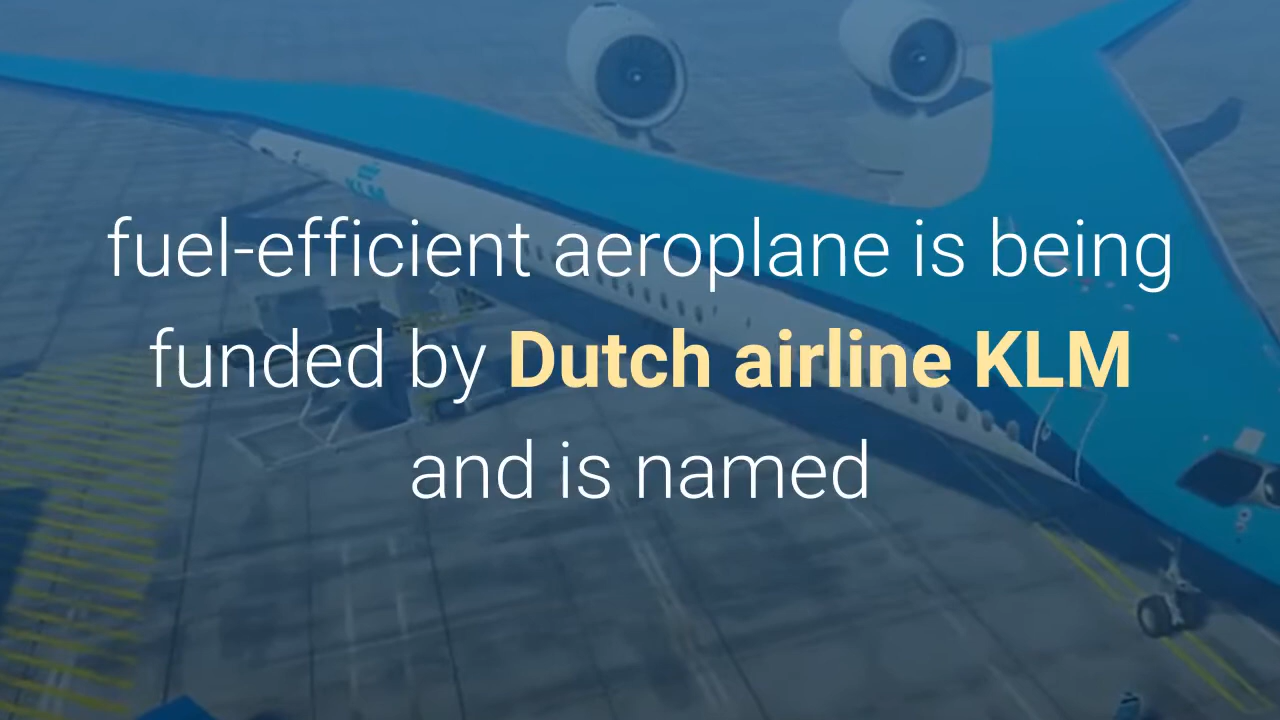 fuel-efficient aeroplane is being
funded by Dutch airline KLM
and is named